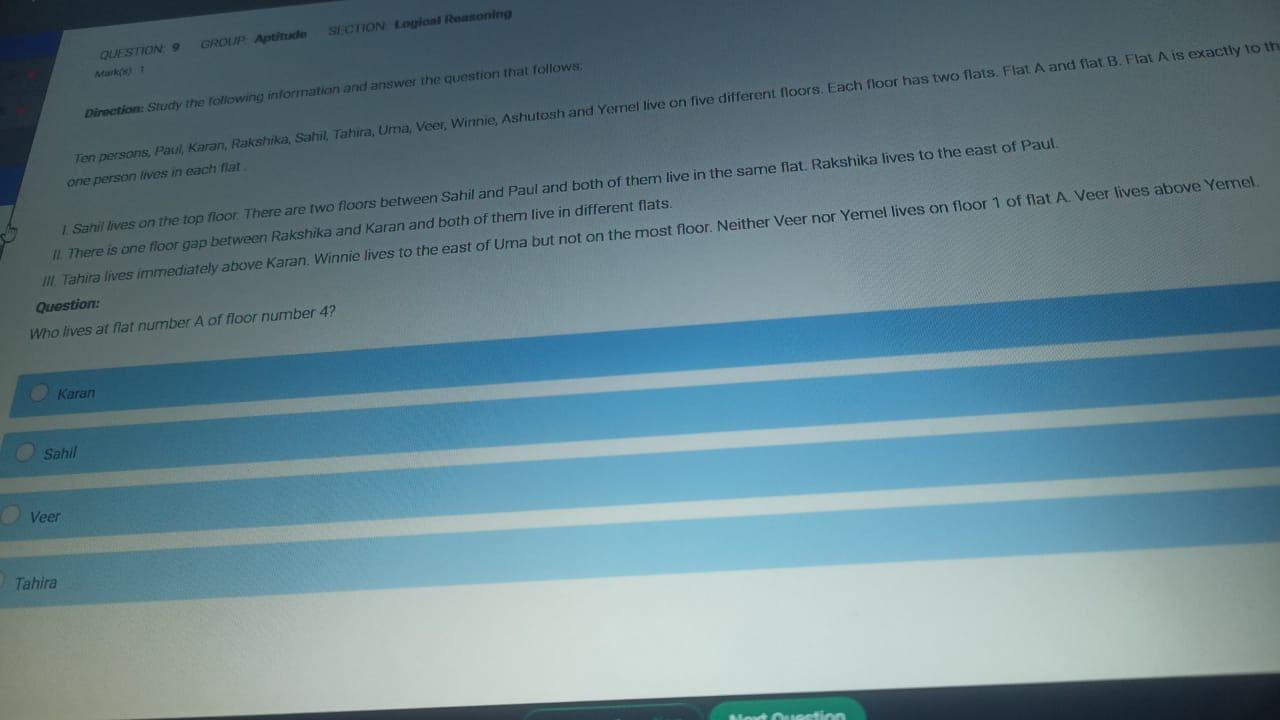 QUESTION: 9 GROUP: Aptitude SECTION: Logical Reasoning
Mark(s): 1
Direction: Study the following information and answer the question that follows:
Ten persons, Paul, Karan, Rakshika, Sahil, Tahira, Uma, Veer, Winnie, Ashutosh and Yemel live on five different floors. Each floor has two flats. Flat A and flat B. Flat A is exactly to
one person lives in each flat.
I. Sahil lives on the top floor. There are two floors between Sahil and Paul and both of them live in the same flat. Rakshika lives to the east of Paul.
II. There is one floor gap between Rakshika and Karan and both of them live in different flats.
III. Tahira lives immediately above Karan. Winnie lives to the east of Uma but not on the most floor. Neither Veer nor Yemel lives on floor 1 of flat A. Veer lives above Yemel.
Question:
Who lives at flat number A of floor number 4?
Karan
Sahil
Veer
Tahira
Next Question